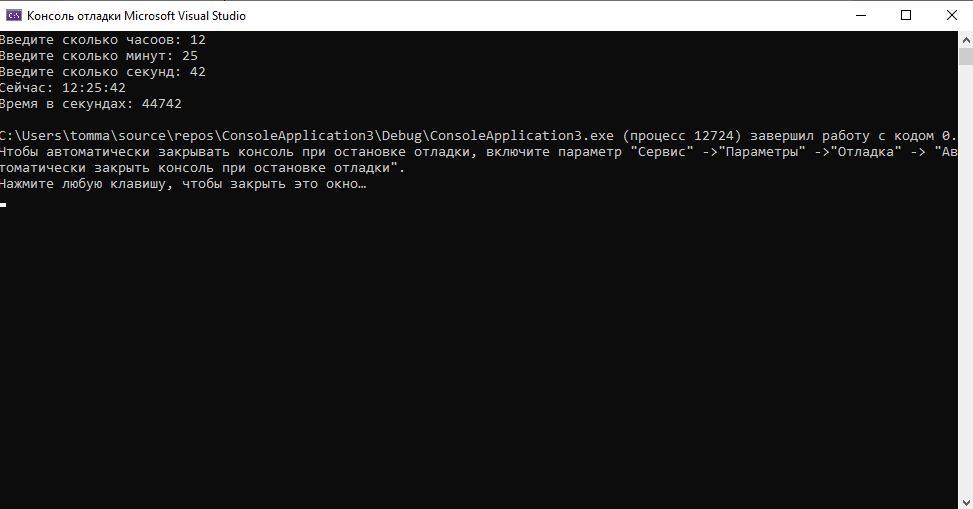 Консоль отладки Microsoft Visual Studio
Введите сколько часоов: 12
Введите сколько минут: 25
Введите сколько секунд: 42
Сейчас: 12:25:42
Время в секундах: 44742
C:\Users\tomma\source\repos\ConsoleApplication3\Debug\ConsoleApplication3.exe (процесс 12724) завершил работу с кодом 0.
Чтобы автоматически закрывать консоль при остановке отладки, включите параметр "Сервис" ->"Параметры" ->"Отладка" -> "Ав
томатически закрыть консоль при остановке отладки".
Нажмите любую клавишу, чтобы закрыть это окно…